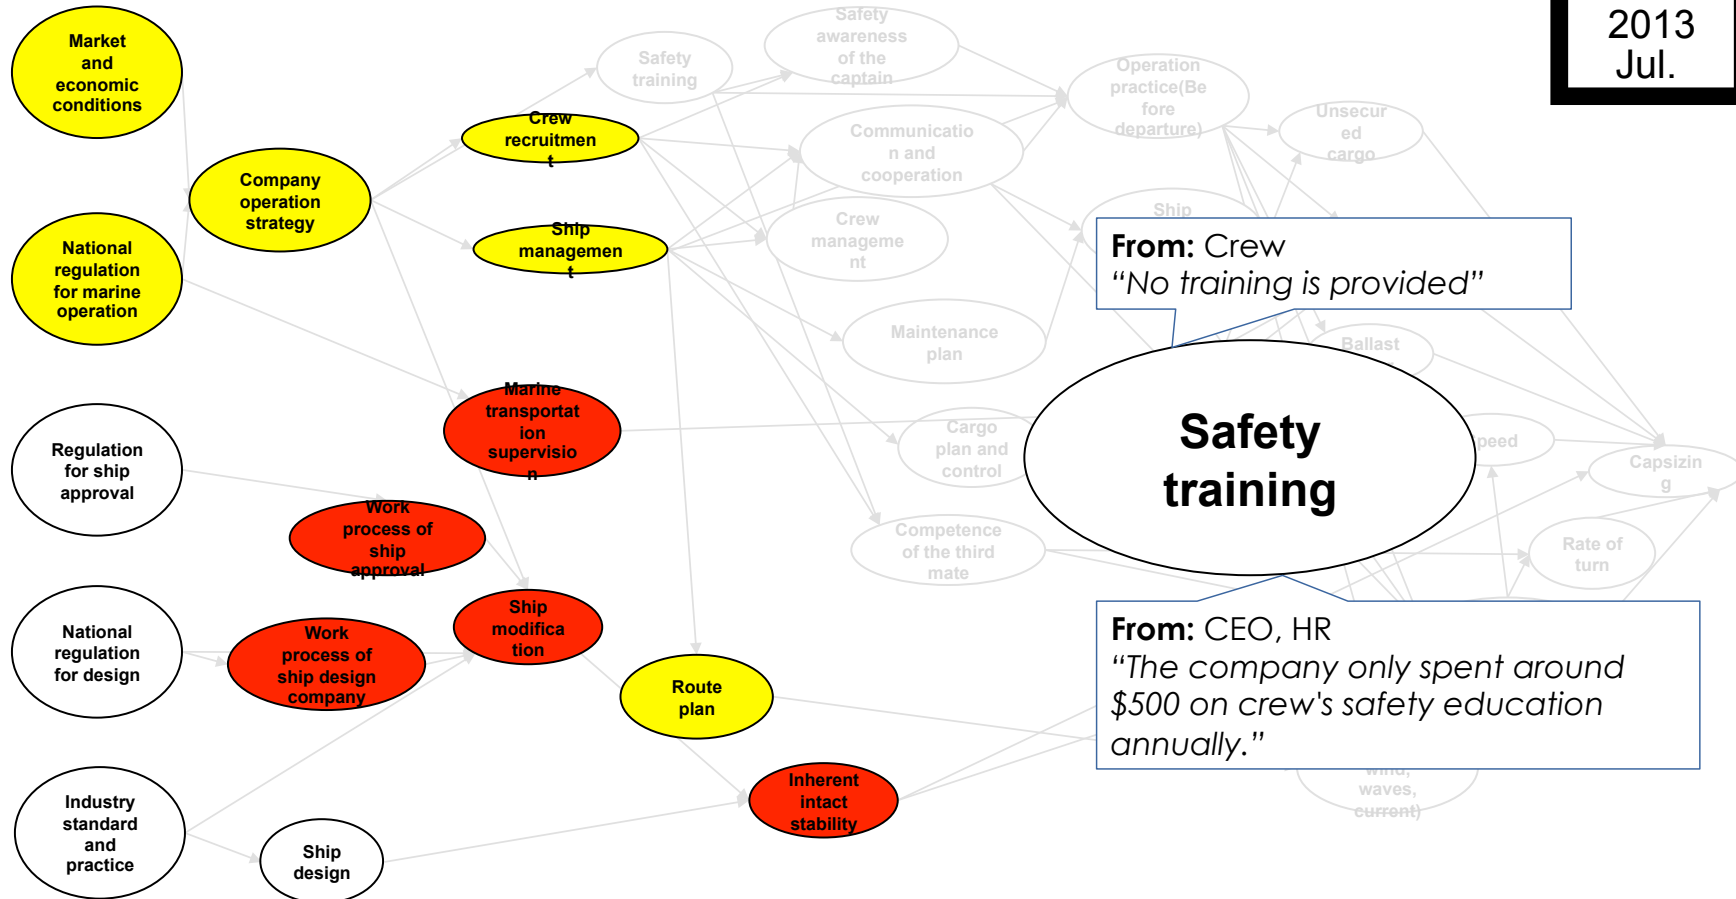 2013
Jul.
Market
and
economic
conditions
National
regulation
for marine
operation
Company
operation
strategy
Regulation
for ship
approval
National
regulation
for design
Industry
standard
and
practice
Ship
design
Work
process of
ship
approval
Work
process of
ship design
company
Crew
recruitmen
t
Ship
managemen
t
Marine
transportat
ion
supervisio
n
Ship
modifica
tion
Route
plan
Inherent
intact
stability
Safety
training
Safety
awareness
of the
captain
Communicatio
n and
cooperation
Crew
manageme
nt
Maintenance
plan
Cargo
plan and
control
Competence
of the third
mate
Operation
practice(Be
fore
departure)
Unsecur
ed
cargo
Ship
Ballast
peed
Capsizin
g
Rate of
turn
wind,
waves,
current)
From: Crew
“No training is provided”
Safety
training
From: CEO, HR
“The company only spent around
$500 on crew's safety education
annually.”